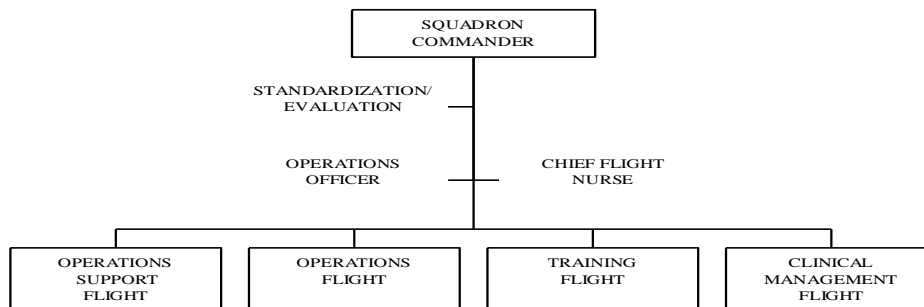 SQUADRON
COMMANDER
STANDARDIZATION/
EVALUATION
OPERATIONS
OFFICER
CHIEF FLIGHT
NURSE
OPERATIONS
SUPPORT
FLIGHT
OPERATIONS
FLIGHT
TRAINING
FLIGHT
CLINICAL
MANAGEMENT
FLIGHT